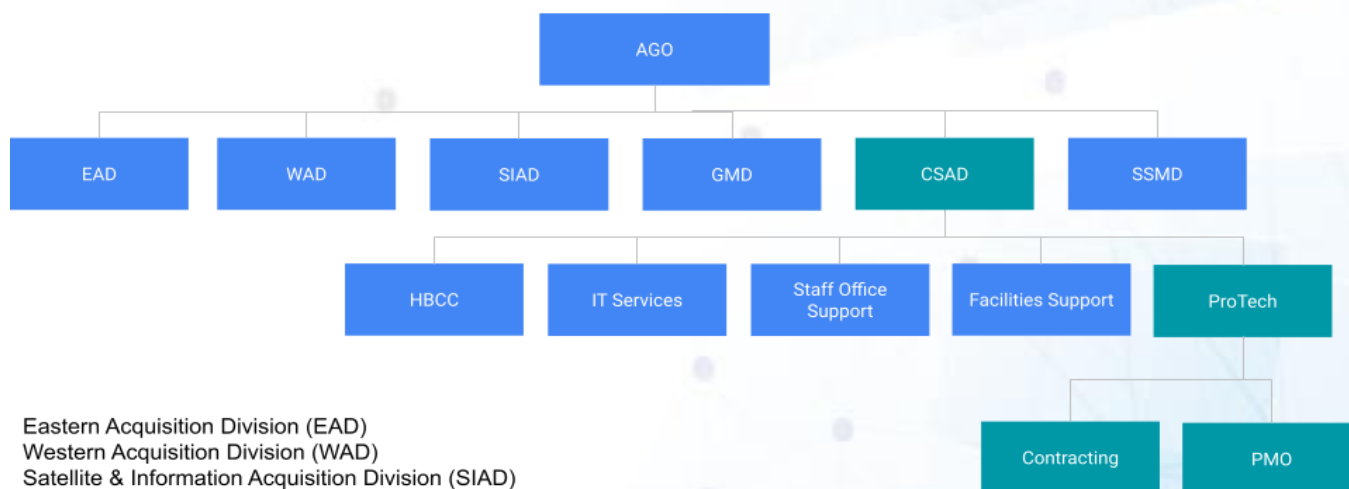 AGO
EAD
WAD
SIAD
GMD
CSAD
SSMD
HBCC
IT Services
Staff Office
Support
Facilities Support
ProTech
Contracting
PMO
Eastern Acquisition Division (EAD)
Western Acquisition Division (WAD)
Satellite & Information Acquisition Division (SIAD)